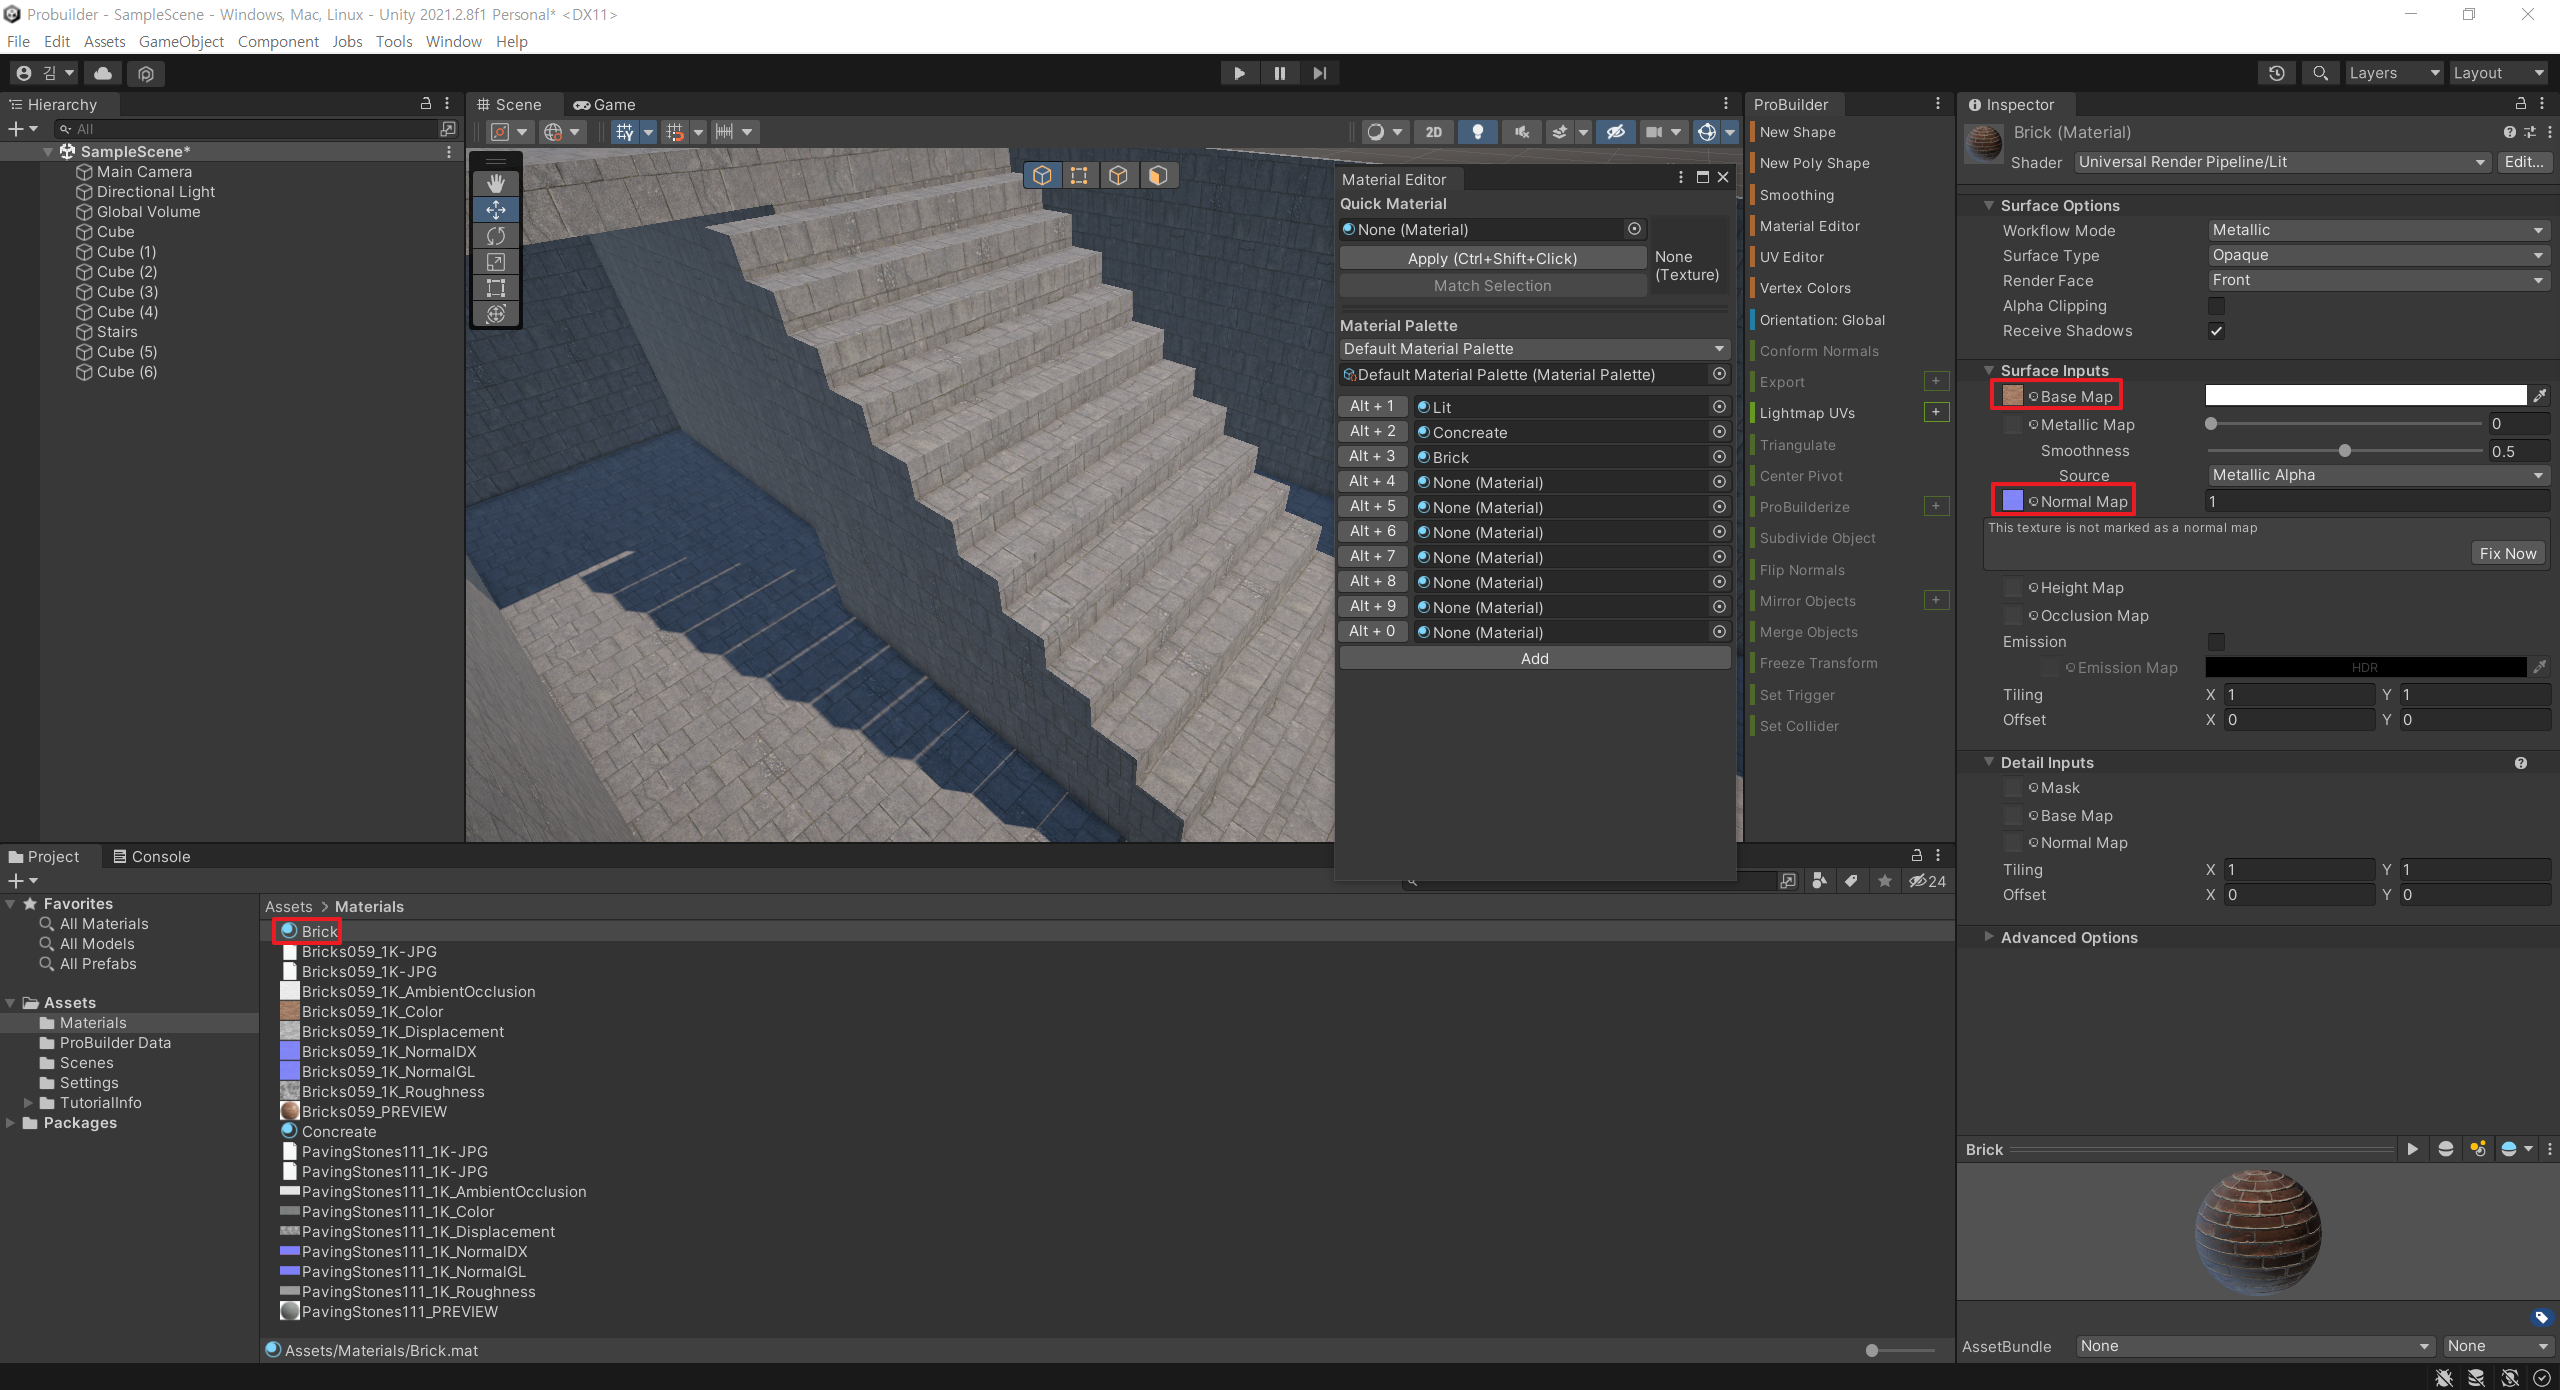 Probuilder - SampleScene - Windows, Mac, Linux - Unity 2021.2.8f1 Personal* <DX11>
File Edit Assets GameObject Component Jobs Tools Window Help
김
Layers
Layout
Hierarchy
All
SampleScene*
Main Camera
Directional Light
Global Volume
Cube
Cube (1)
Cube (2)
Cube (3)
Cube (4)
Stairs
Cube (5)
Cube (6)
Scene
Game
2D
Material Editor
Quick Material
None (Material)
Apply (Ctrl+Shift+Click)
Match Selection
None
(Texture)
Material Palette
Default Material Palette
Default Material Palette (Material Palette)
Alt + 1 Lit
Alt + 2 Concreate
Alt + 3 Brick
Alt + 4 None (Material)
Alt + 5 None (Material)
Alt + 6 None (Material)
Alt + 7 None (Material)
Alt + 8 None (Material)
Alt + 9 None (Material)
Alt + 0 None (Material)
Add
ProBuilder
New Shape
New Poly Shape
Smoothing
Material Editor
UV Editor
Vertex Colors
Orientation: Global
Conform Normals
Export +
Lightmap UVs +
Triangulate
Center Pivot
ProBuilderize +
Subdivide Object
Flip Normals
Mirror Objects +
Merge Objects
Freeze Transform
Set Trigger
Set Collider
Inspector
Brick (Material)
Shader Universal Render Pipeline/Lit Edit...
Surface Options
Workflow Mode Metallic
Surface Type Opaque
Render Face Front
Alpha Clipping
Receive Shadows
Surface Inputs
Base Map
Metallic Map 0
Smoothness 0.5
Source Metallic Alpha
Normal Map 1
This texture is not marked as a normal map
Fix Now
Height Map
Occlusion Map
Emission
Emission Map HDR
Tiling X 1 Y 1
Offset X 0 Y 0
Detail Inputs
Mask
Base Map
Normal Map
Tiling X 1 Y 1
Offset X 0 Y 0
Advanced Options
Brick
AssetBundle None None
Project
Console
24
Favorites
All Materials
All Models
All Prefabs
Assets
Materials
ProBuilder Data
Scenes
Settings
TutorialInfo
Packages
Assets > Materials
Brick
Bricks059_1K-JPG
Bricks059_1K-JPG
Bricks059_1K_AmbientOcclusion
Bricks059_1K_Color
Bricks059_1K_Displacement
Bricks059_1K_NormalDX
Bricks059_1K_NormalGL
Bricks059_1K_Roughness
Bricks059_PREVIEW
Concreate
PavingStones111_1K-JPG
PavingStones111_1K-JPG
PavingStones111_1K_AmbientOcclusion
PavingStones111_1K_Color
PavingStones111_1K_Displacement
PavingStones111_1K_NormalDX
PavingStones111_1K_NormalGL
PavingStones111_1K_Roughness
PavingStones111_PREVIEW
Assets/Materials/Brick.mat